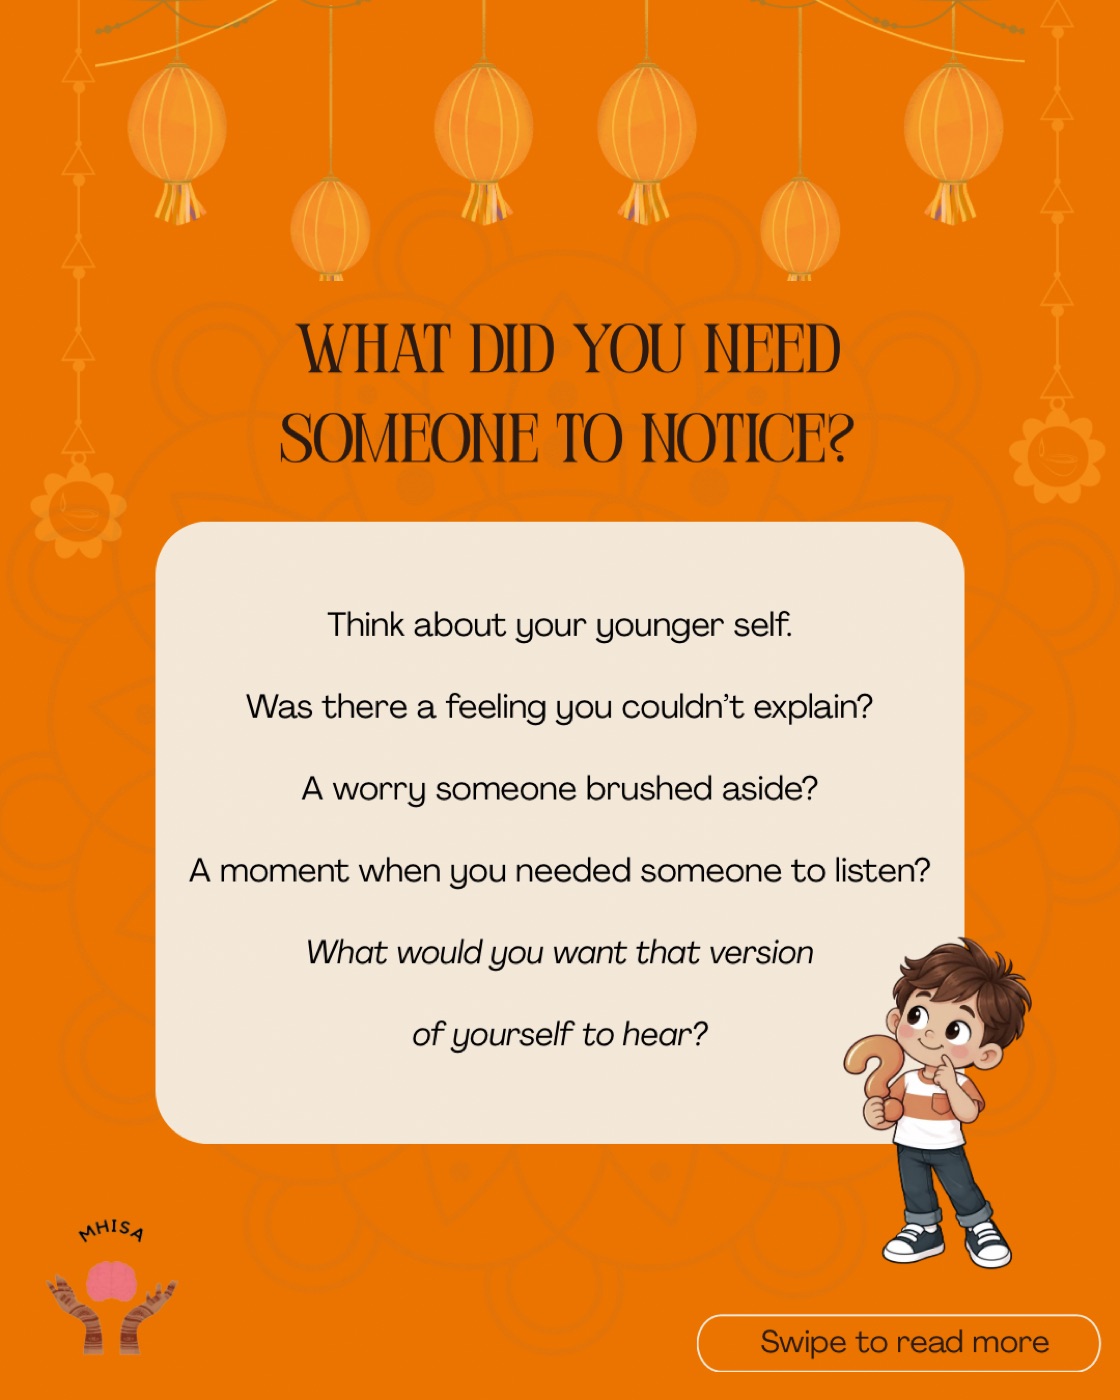 WHAT DID YOU NEED
SOMEONE TO NOTICE?
Think about your younger self.
Was there a feeling you couldn’t explain?
A worry someone brushed aside?
A moment when you needed someone to listen?
What would you want that version
of yourself to hear?
MHISA
Swipe to read more